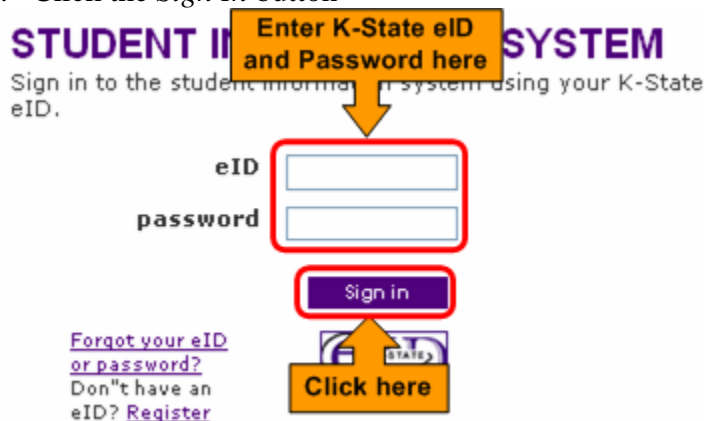 Click the Sign in button
Enter K-State eID
and Password here
STUDENT IN SYSTEM
Sign in to the student information system using your K-State
eID.
eID
password
Sign in
Forgot your eID
or password?
Don"t have an
eID? Register
STATE
Click here